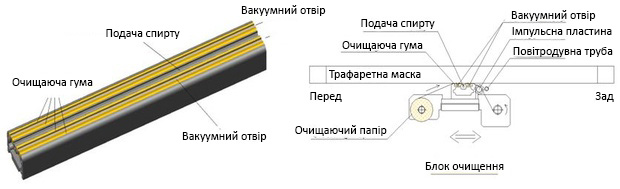 Вакуумний отвір
Подача спирту
Очищаюча гума
Вакуумний отвір
Вакуумний отвір
Подача спирту
Імпульсна пластина
Очищаюча гума
Повітродувна труба
Трафаретна маска
Перед
Зад
Очищаючий папір
Блок очищення